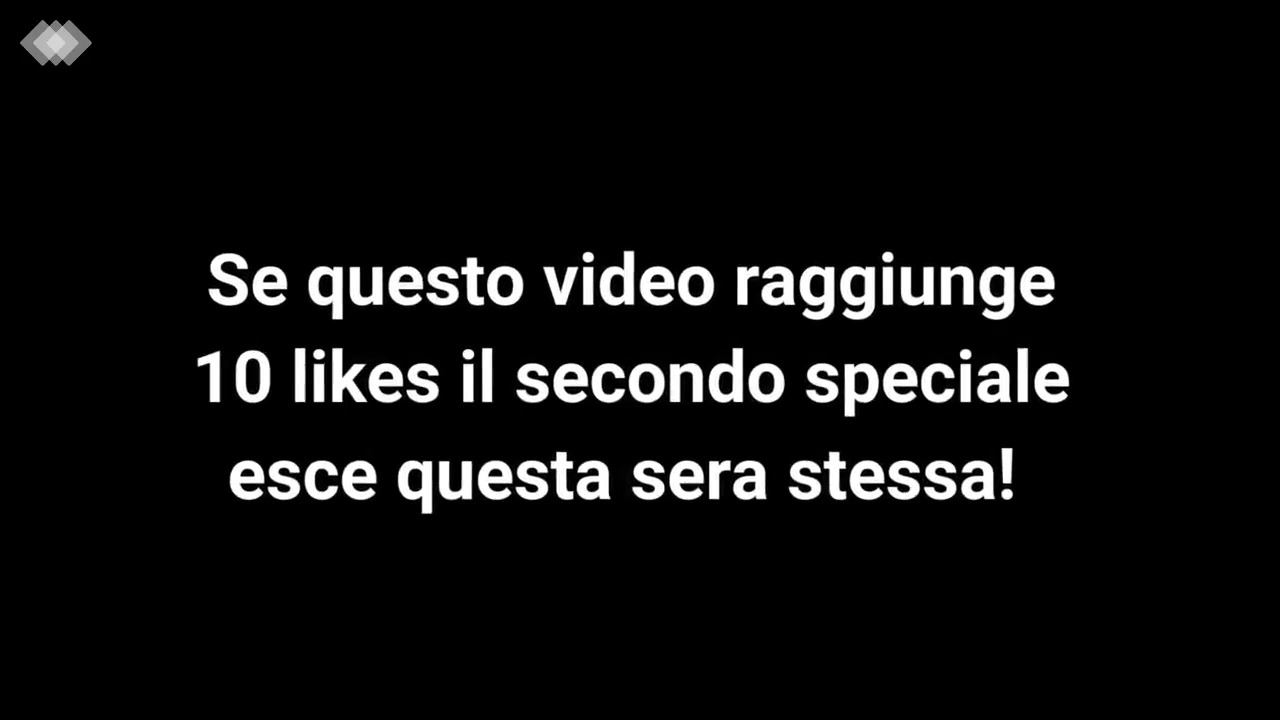 Se questo video raggiunge
10 likes il secondo speciale
esce questa sera stessa!